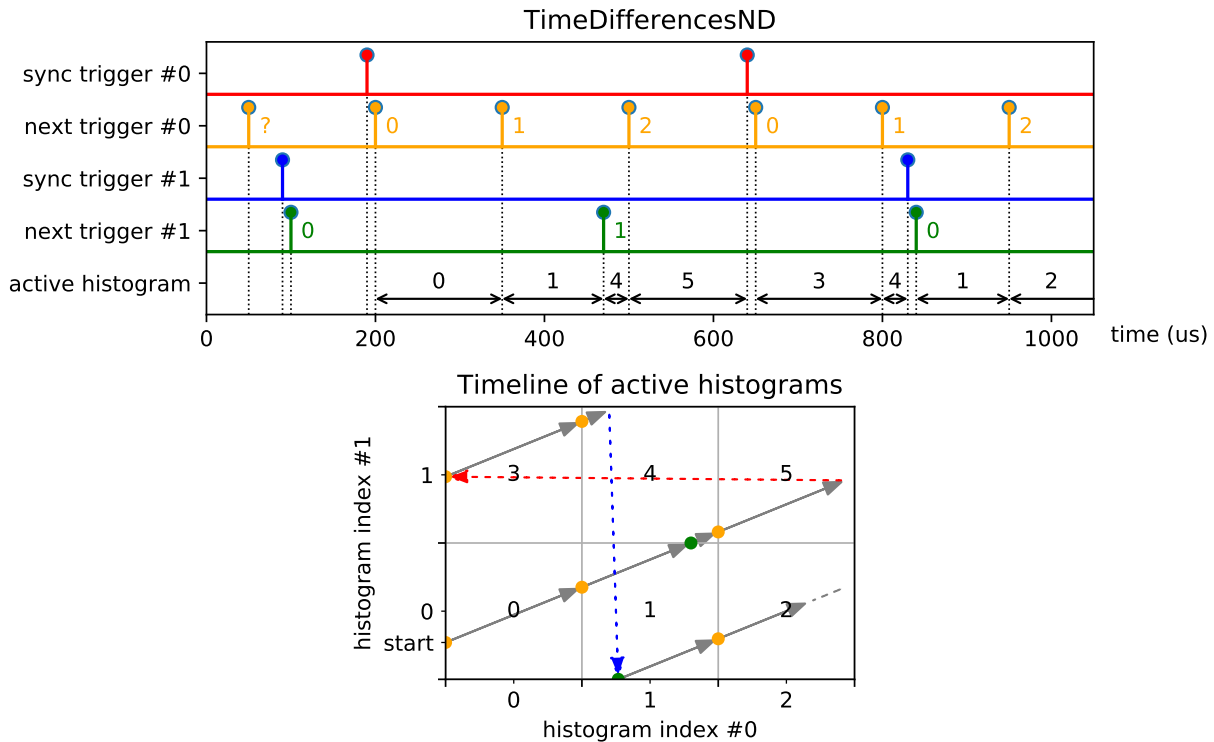 TimeDifferencesND
sync trigger #0
next trigger #0 ? 0 1 2 0 1 2
sync trigger #1
next trigger #1 0 1 0
active histogram 0 1 4 5 3 4 1 2
0 200 400 600 800 1000 time (us)
Timeline of active histograms
histogram index #1
1 3 4 5
0 0 1 2
start
0 1 2
histogram index #0